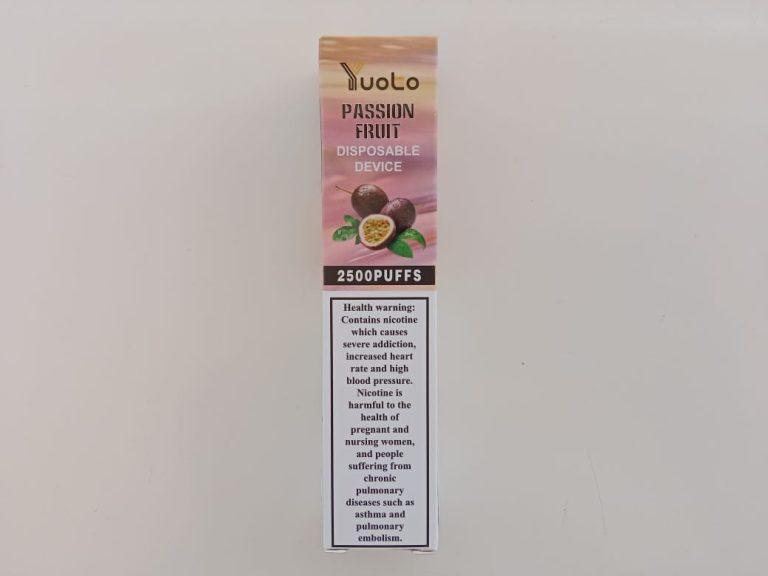 Yuoto
PASSION
FRUIT
DISPOSABLE
DEVICE
2500PUFFS
Health warning:
Contains nicotine
which causes
severe addiction,
increased heart
rate and high
blood pressure.
Nicotine is
harmful to the
health of
pregnant and
nursing women,
and people
suffering from
chronic
pulmonary
diseases such as
asthma and
pulmonary
embolism.